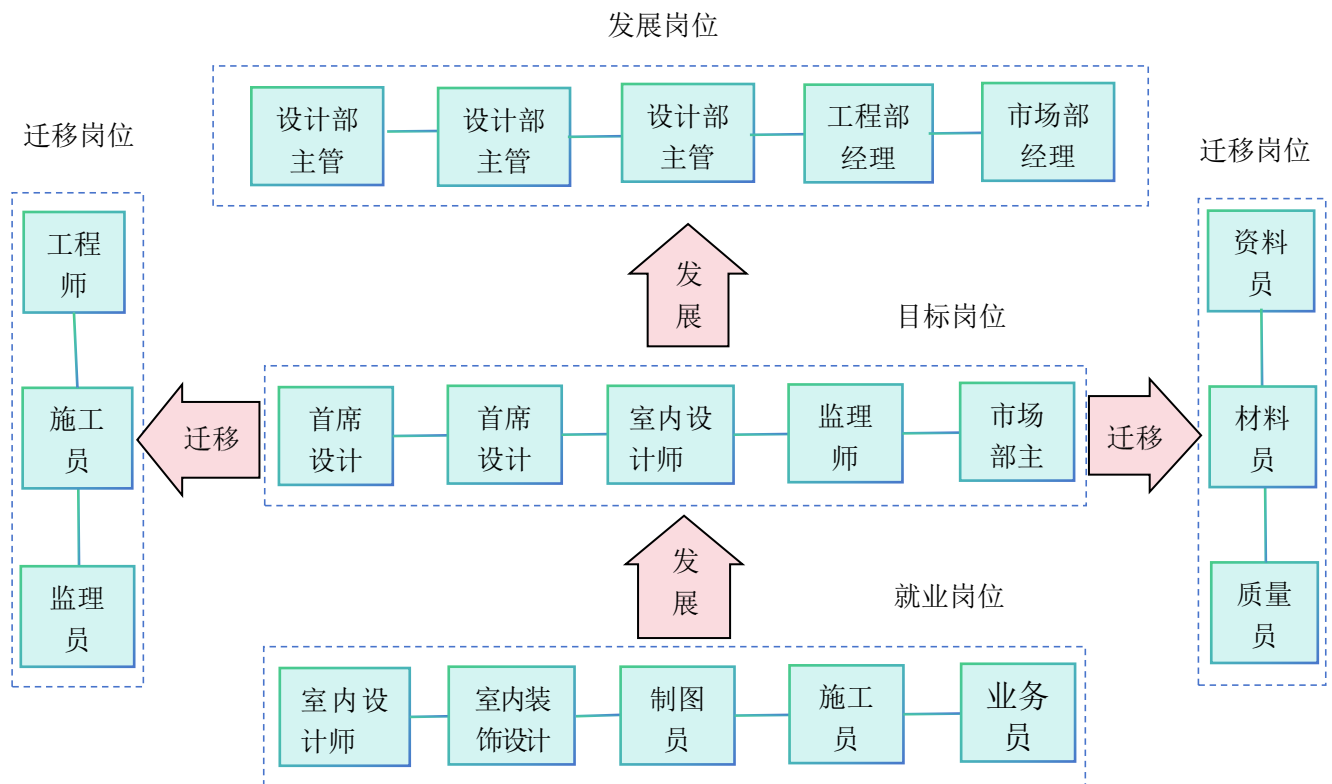 发展岗位
设计部
主管
设计部
主管
设计部
主管
工程部
经理
市场部
经理
迁移岗位
工程
师
施工
员
监理
员
迁移岗位
资料
员
材料
员
质量
员
发
展
目标岗位
迁移
首席
设计
首席
设计
室内设
计师
监理
师
市场
部主
迁移
发
展
就业岗位
室内设
计师
室内装
饰设计
制图
员
施工
员
业务
员